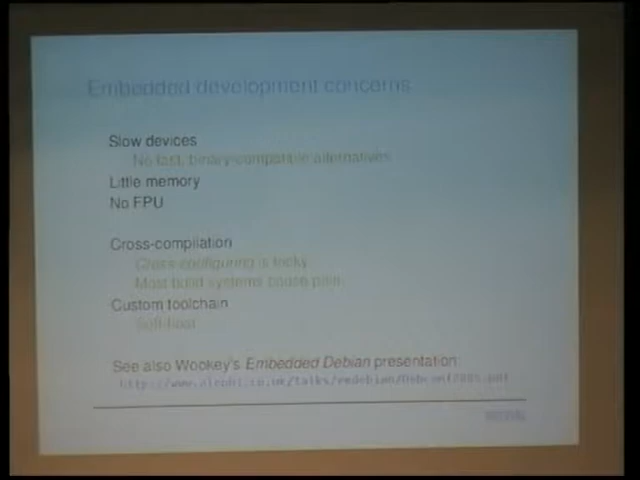 Embedded development concerns
Slow devices
No fast, binary-compatible alternatives
Little memory
No FPU
Cross-compilation
Cross-configuring is tricky
Most build systems cause pain
Custom toolchain
Soft-float
See also Wookey's Embedded Debian presentation: